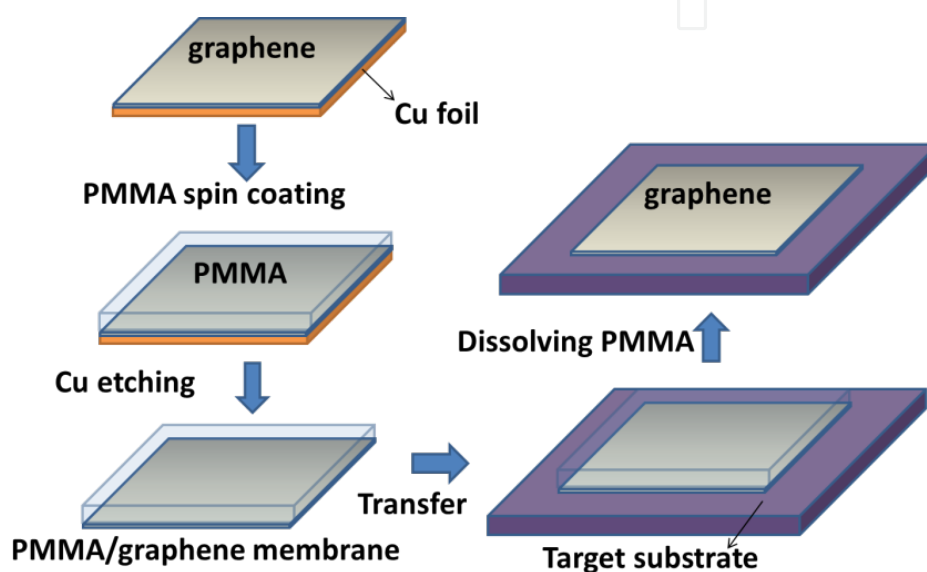 graphene
Cu foil
PMMA spin coating
PMMA
Cu etching
PMMA/graphene membrane
Transfer
Target substrate
Dissolving PMMA
graphene